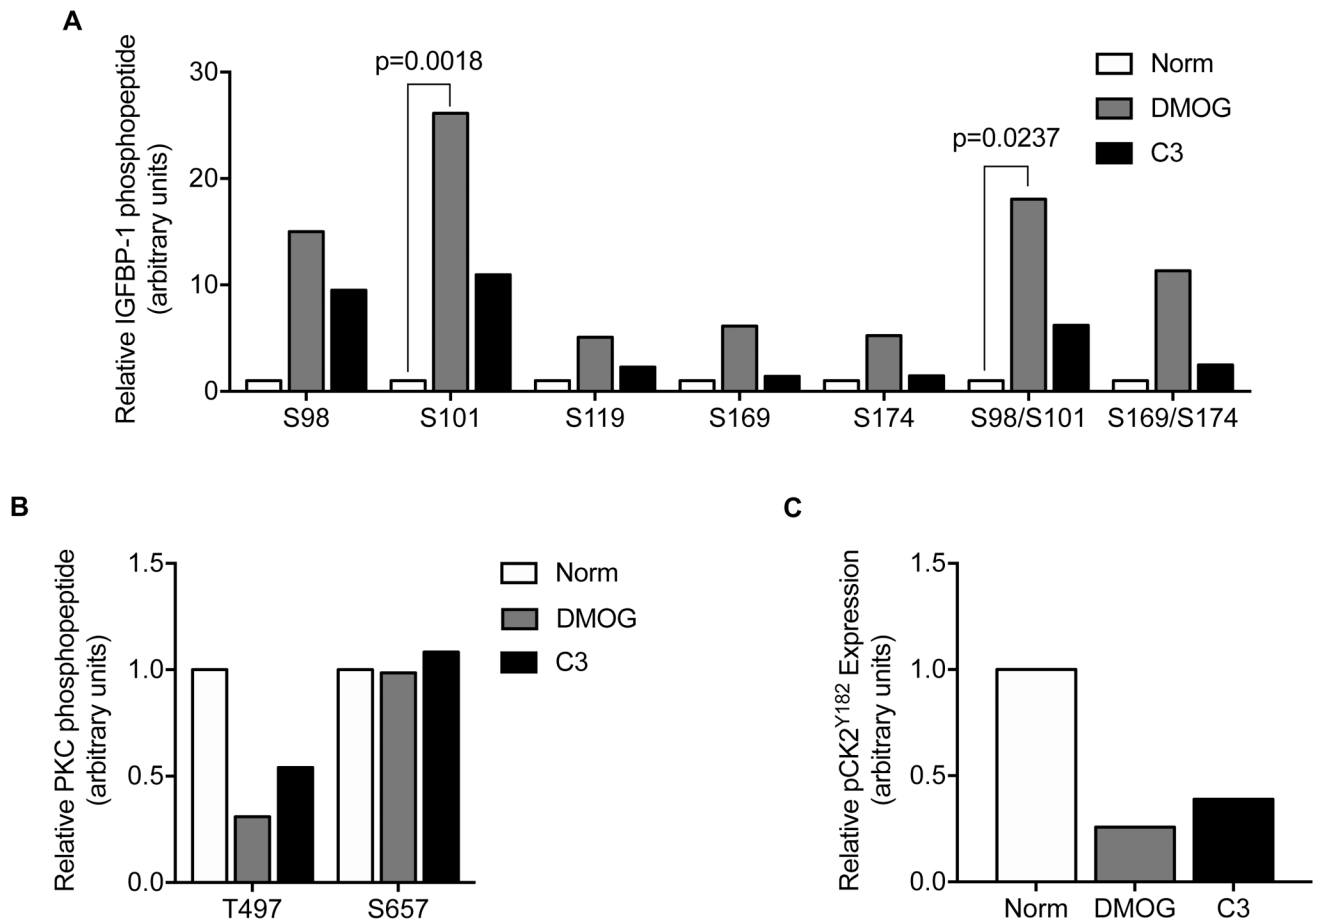 A
Relative IGFBP-1 phosphopeptide
(arbitrary units)
30
20
10
0
p=0.0018
p=0.0237
Norm
DMOG
C3
S98
S101
S119
S169
S174
S98/S101
S169/S174
B
Relative PKC phosphopeptide
(arbitrary units)
1.5
1.0
0.5
0.0
Norm
DMOG
C3
T497
S657
C
Relative pCK2Y182 Expression
(arbitrary units)
1.5
1.0
0.5
0.0
Norm
DMOG
C3